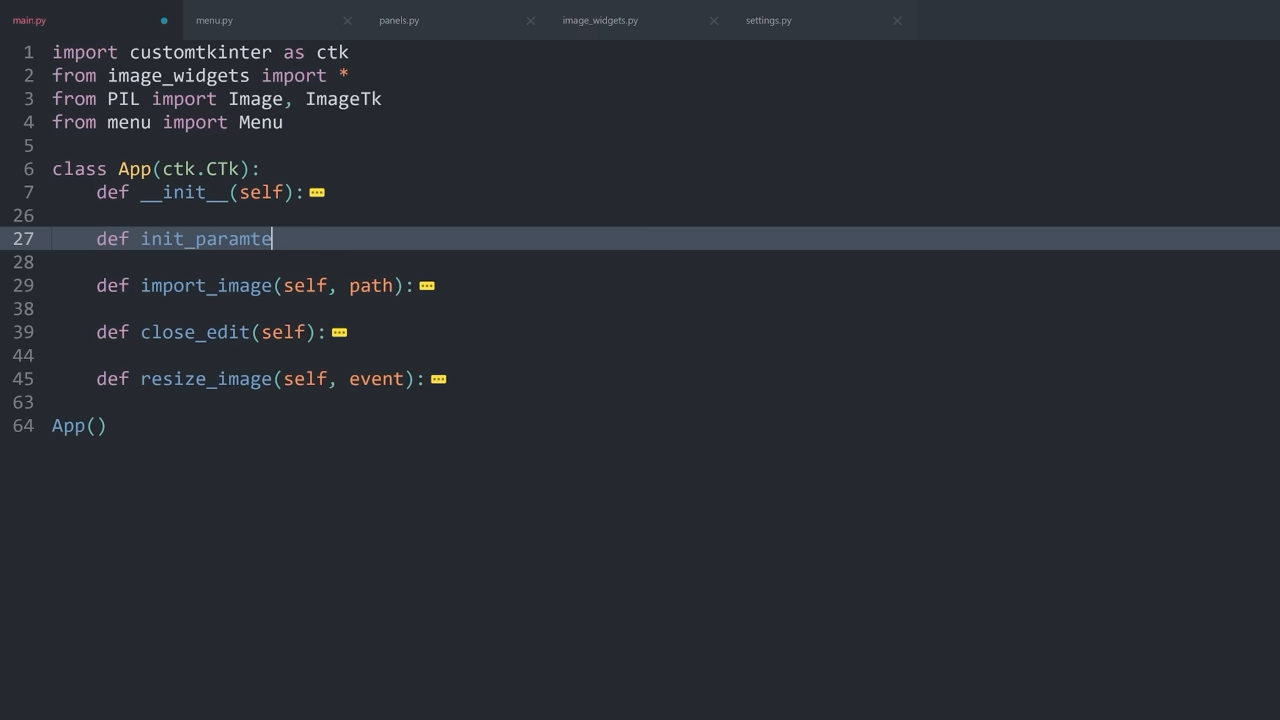 main.py menu.py panels.py image_widgets.py settings.py
1 import customtkinter as ctk
2 from image_widgets import *
3 from PIL import Image, ImageTk
4 from menu import Menu
5
6 class App(ctk.CTk):
7     def __init__(self):
26
27     def init_paramte
28
29     def import_image(self, path):
38
39     def close_edit(self):
44
45     def resize_image(self, event):
63
64 App()